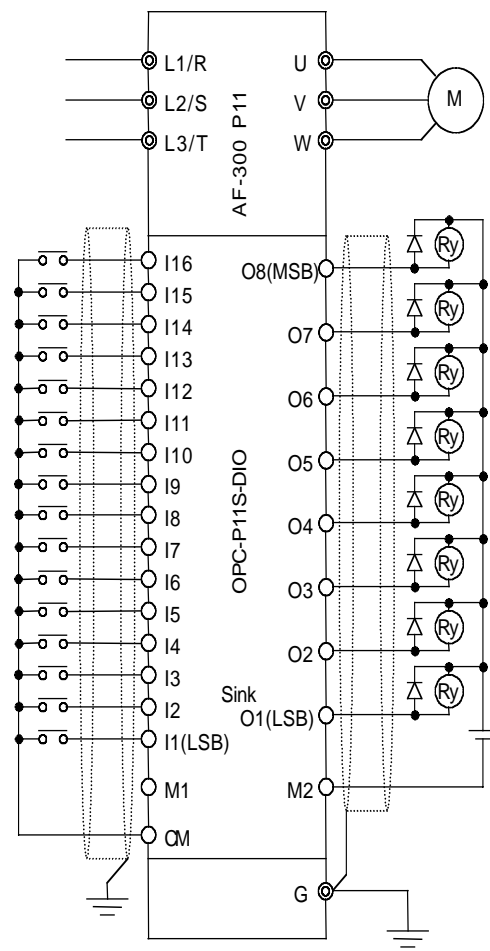 L1/R
L2/S
L3/T
AF-300 P11
U
V
W
M
I16
I15
I14
I13
I12
I11
I10
I9
I8
I7
I6
I5
I4
I3
I2
I1(LSB)
M1
CM
OPC-P11S-DIO
Sink
O8(MSB)
O7
O6
O5
O4
O3
O2
O1(LSB)
M2
G
Ry
Ry
Ry
Ry
Ry
Ry
Ry
Ry